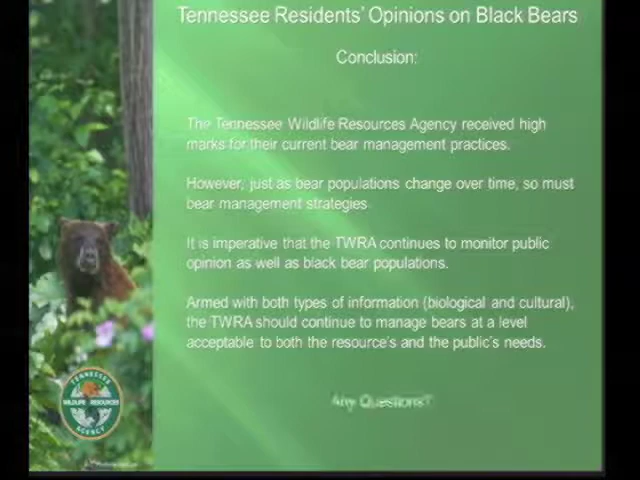 Tennessee Residents' Opinions on Black Bears
Conclusion:
The Tennessee Wildlife Resources Agency received high
marks for their current bear management practices.
However, just as bear populations change over time, so must
bear management strategies
It is imperative that the TWRA continues to monitor public
opinion as well as black bear populations.
Armed with both types of information (biological and cultural),
the TWRA should continue to manage bears at a level
acceptable to both the resource's and the public's needs.
Any Questions?
TENNESSEE
WILDLIFE RESOURCES
AGENCY